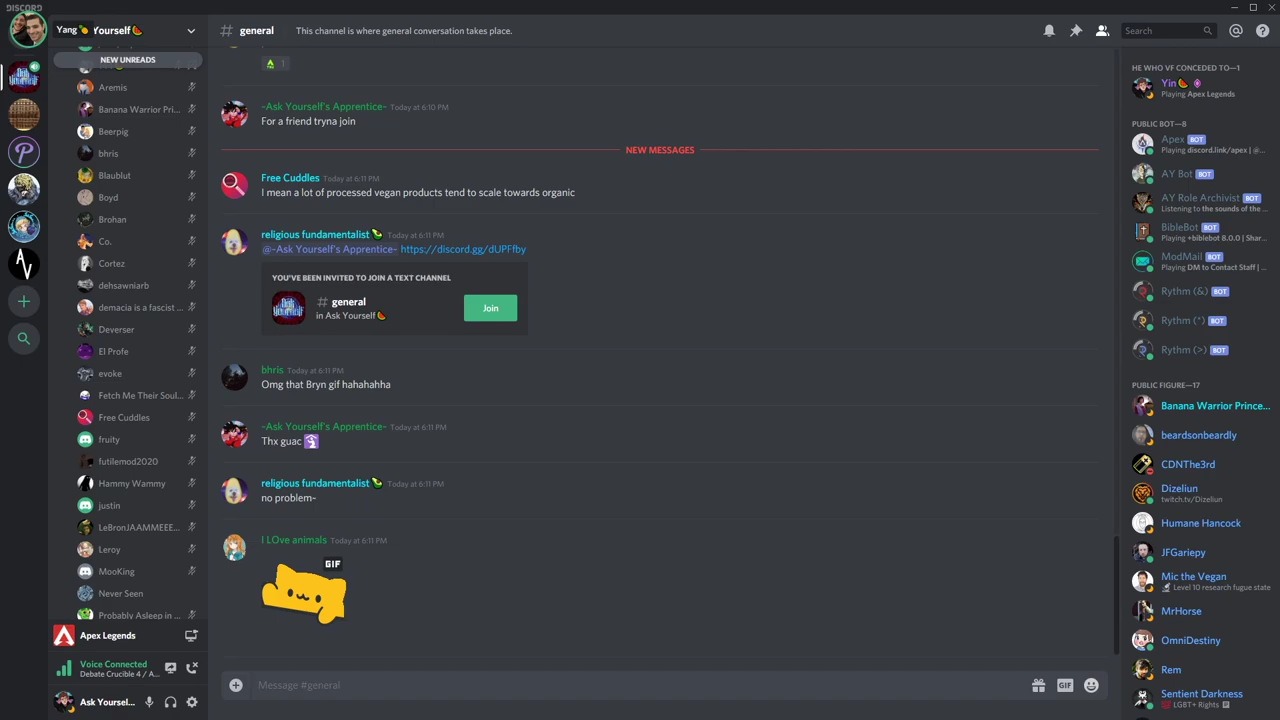 DISCORD
Yang Yourself
NEW UNREADS
Aremis
Banana Warrior Pri...
Beerpig
bhris
Blaublut
Boyd
Brohan
Co.
Cortez
dehsawniarb
demacia is a fascist ...
Deverser
El Profe
evoke
Fetch Me Their Soul...
Free Cuddles
fruity
futilemod2020
Hammy Wammy
justin
LeBronJAAMMEEE...
Leroy
MooKing
Never Seen
Probably Asleep in ...
Apex Legends
Voice Connected
Debate Crucible 4 / A...
Ask Yoursel...
# general
This channel is where general conversation takes place.
Search
1
~Ask Yourself's Apprentice~ Today at 6:10 PM
For a friend tryna join
NEW MESSAGES
Free Cuddles Today at 6:11 PM
I mean a lot of processed vegan products tend to scale towards organic
religious fundamentalist Today at 6:11 PM
@~Ask Yourself's Apprentice~ https://discord.gg/dUPFfby
YOU'VE BEEN INVITED TO JOIN A TEXT CHANNEL
# general
in Ask Yourself
Join
bhris Today at 6:11 PM
Omg that Bryn gif hahahahha
~Ask Yourself's Apprentice~ Today at 6:11 PM
Thx guac
religious fundamentalist Today at 6:11 PM
no problem~
I LOve animals Today at 6:11 PM
GIF
Message #general
GIF
HE WHO VF CONCEDED TO—1
Yin
Playing Apex Legends
PUBLIC BOT—8
Apex BOT
Playing discord.link/apex | @...
AY Bot BOT
AY Role Archivist BOT
Listening to the sounds of the ...
BibleBot BOT
Playing +biblebot 8.0.0 | Shar...
ModMail BOT
Playing DM to Contact Staff | ...
Rythm (&) BOT
Rythm (*) BOT
Rythm (>) BOT
PUBLIC FIGURE—17
Banana Warrior Prince...
beardsonbeardly
CDNThe3rd
Dizeliun
twitch.tv/Dizeliun
Humane Hancock
JFGariepy
Mic the Vegan
Level 10 research fugue state
MrHorse
OmniDestiny
Rem
Sentient Darkness
LGBT+ Rights